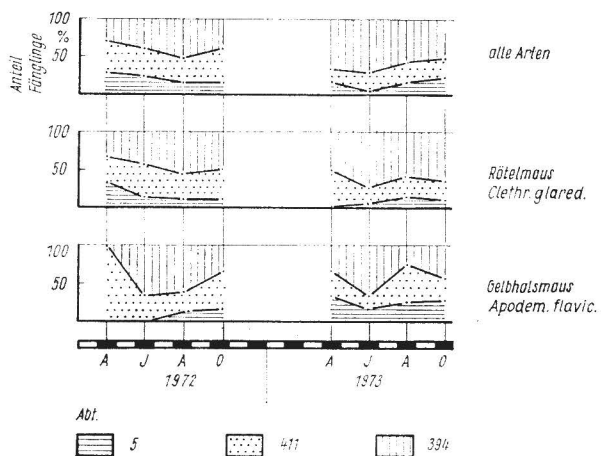 Anteil Fänglinge
%
100
50
alle Arten
100
50
Rötelmaus
Clethr. glared.
100
50
Gelbhalsmaus
Apodem. flavic.
A J A O A J A O
1972 1973
Abt.
5 411 394